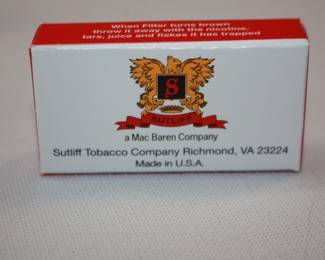 When Filter turns brown
throw it away with the nicotine,
tars, juice and flakes it has trapped
S
SUTLIFF
a Mac Baren Company
Sutliff Tobacco Company Richmond, VA 23224
Made in U.S.A.